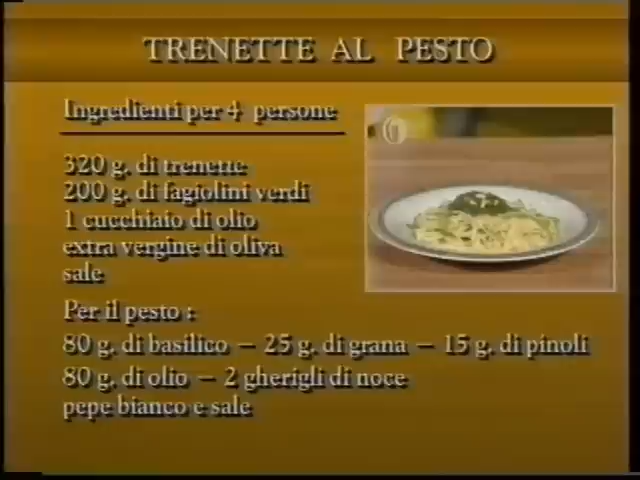 TRENETTE AL PESTO
Ingredienti per 4 persone
320 g. di trenette
200 g. di fagiolini verdi
1 cucchiaio di olio
extra vergine di oliva
sale
Per il pesto :
80 g. di basilico – 25 g. di grana – 15 g. di pinoli
80 g. di olio – 2 gherigli di noce
pepe bianco e sale